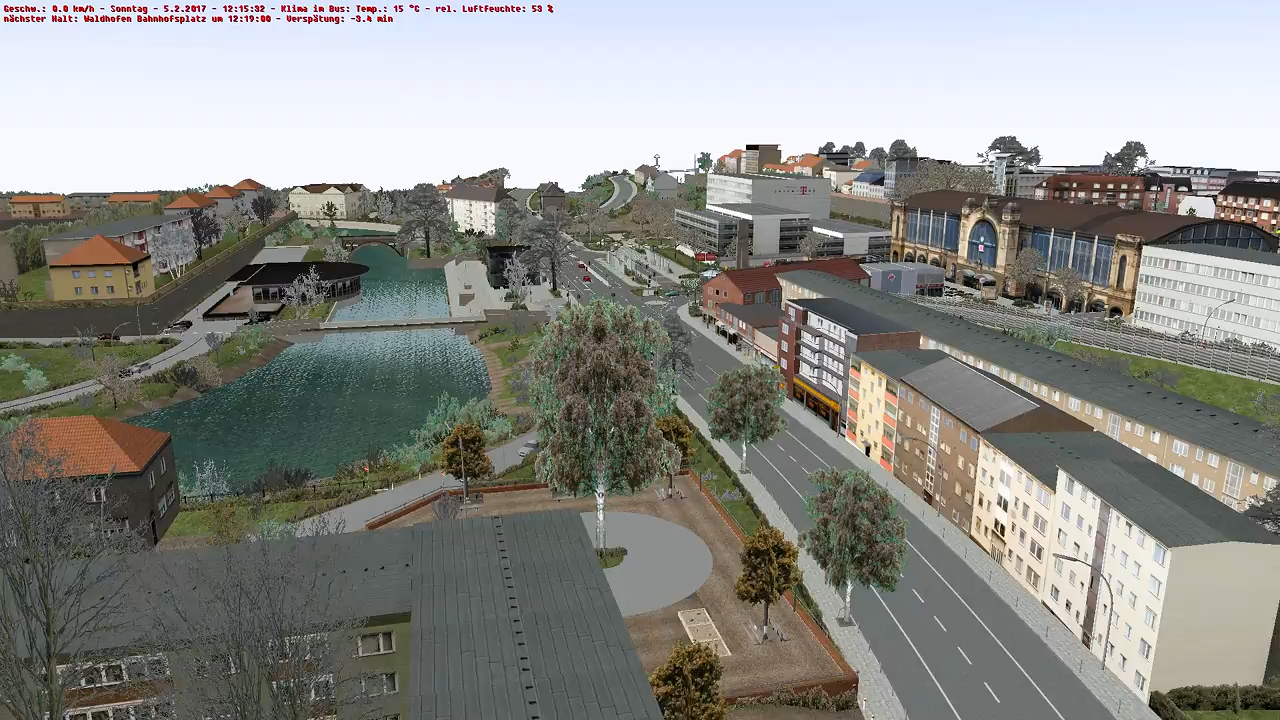 Geschw.: 0.0 km/h - Sonntag - 5.2.2017 - 12:15:32 - Klima im Bus: Temp.: 15 °C - rel. Luftfeuchte: 53 %
nächster Halt: Waldhofen Bahnhofsplatz um 12:19:00 - Verspätung: -3.4 min